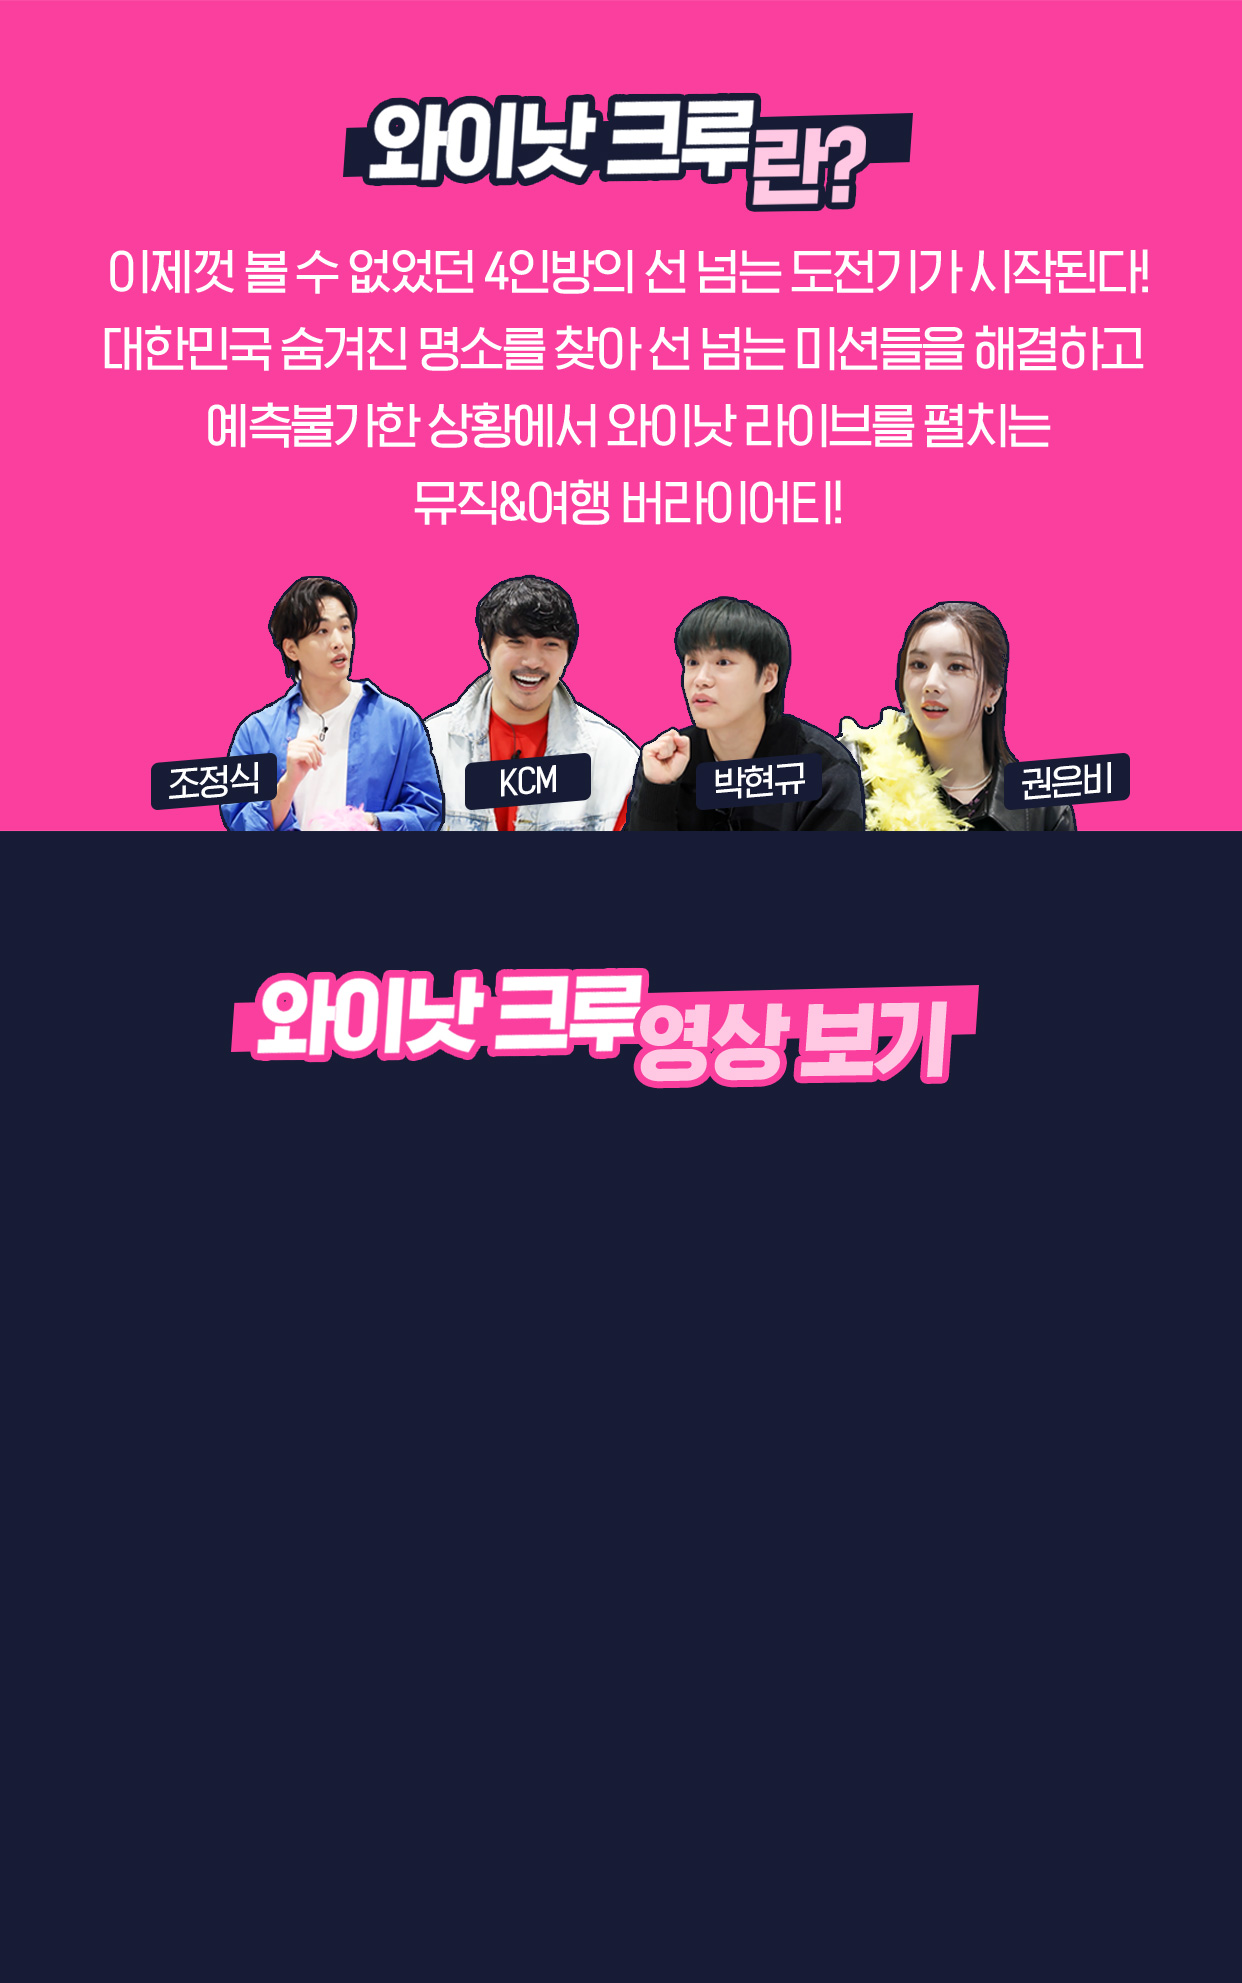 와이낫 크루란?
이제껏 볼 수 없었던 4인방의 선 넘는 도전기가 시작된다!
대한민국 숨겨진 명소를 찾아 선 넘는 미션들을 해결하고
예측불가한 상황에서 와이낫 라이브를 펼치는
뮤직&여행 버라이어티!
조정식
KCM
박현규
권은비
와이낫 크루영상 보기